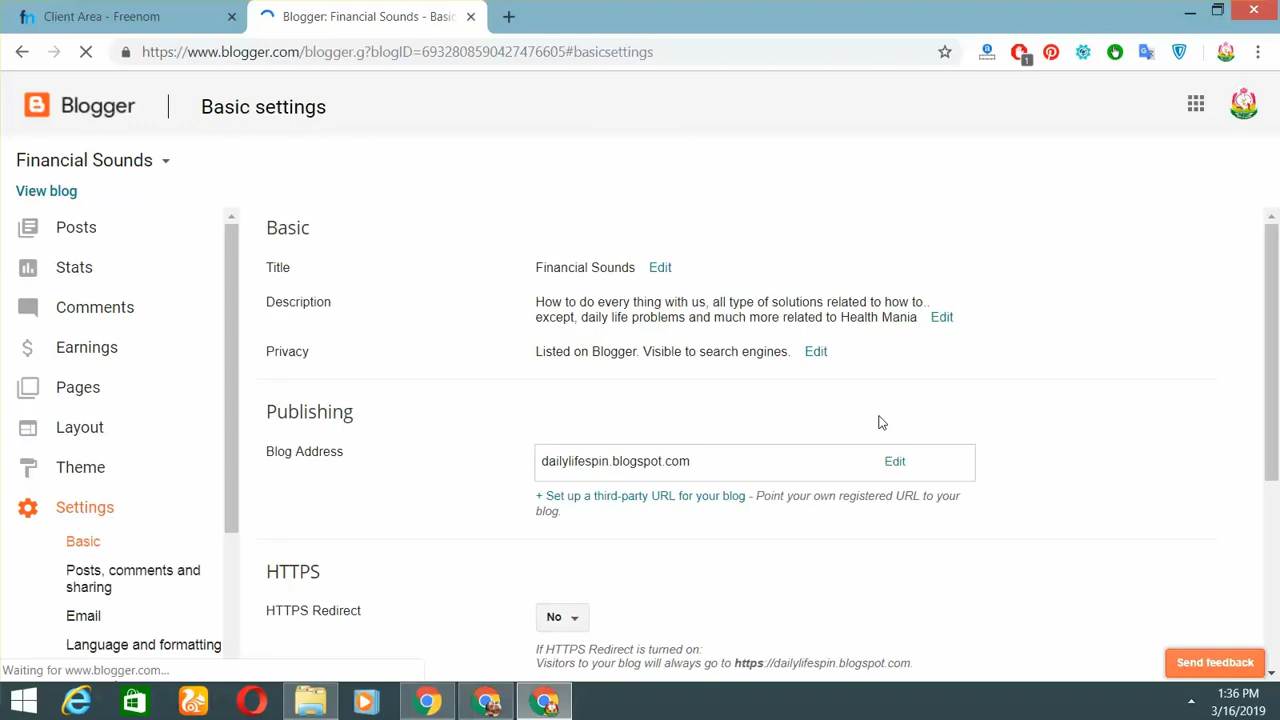 Client Area - Freenom
Blogger: Financial Sounds - Basic
https://www.blogger.com/blogger.g?blogID=6932808590427476605#basicsettings
1
Blogger
Basic settings
Financial Sounds
View blog
Posts
Stats
Comments
Earnings
Pages
Layout
Theme
Settings
Basic
Posts, comments and
sharing
Email
Language and formatting
Basic
Title
Financial Sounds Edit
Description
How to do every thing with us, all type of solutions related to how to..
except, daily life problems and much more related to Health Mania Edit
Privacy
Listed on Blogger. Visible to search engines. Edit
Publishing
Blog Address
dailylifespin.blogspot.com Edit
+ Set up a third-party URL for your blog - Point your own registered URL to your
blog.
HTTPS
HTTPS Redirect
No
If HTTPS Redirect is turned on:
Visitors to your blog will always go to https://dailylifespin.blogspot.com.
Send feedback
Waiting for www.blogger.com...
1:36 PM
3/16/2019